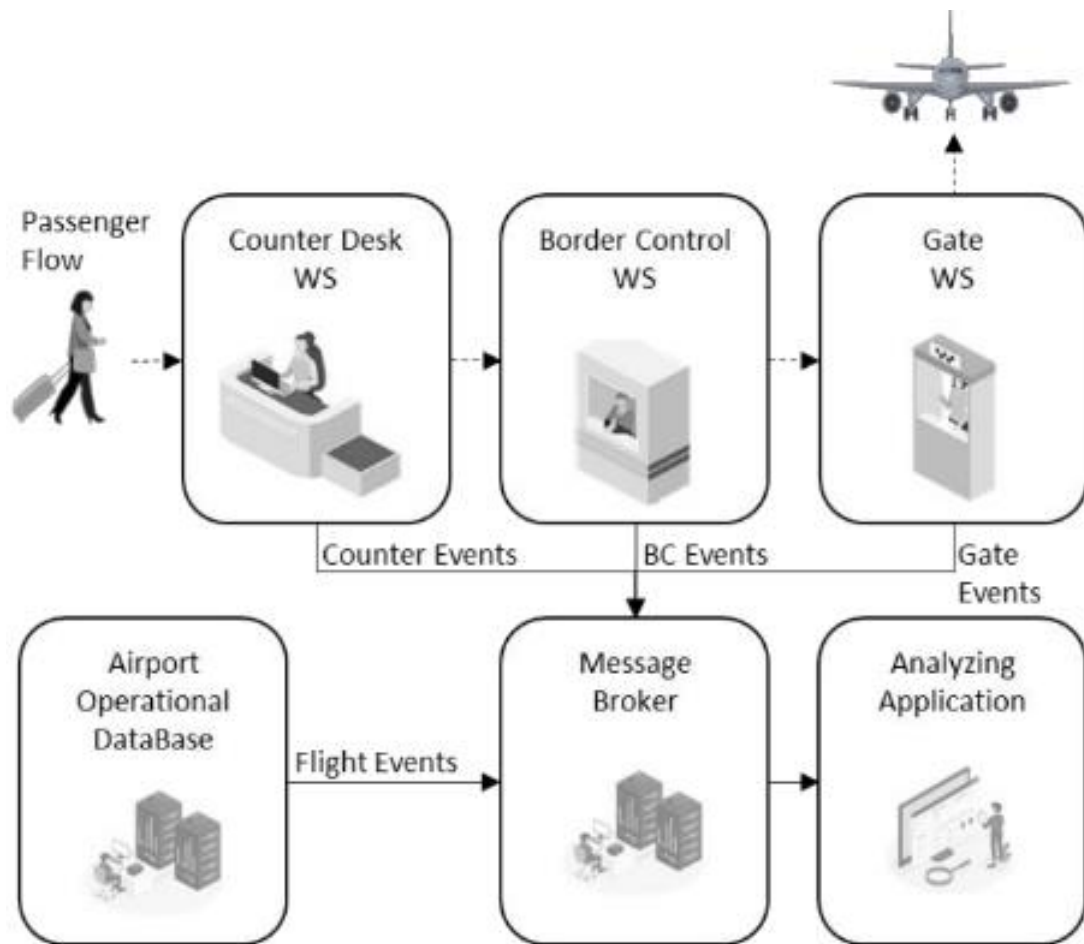 Passenger
Flow
Counter Desk
WS
Border Control
WS
Gate
WS
Counter Events
BC Events
Gate
Events
Airport
Operational
DataBase
Flight Events
Message
Broker
Analyzing
Application